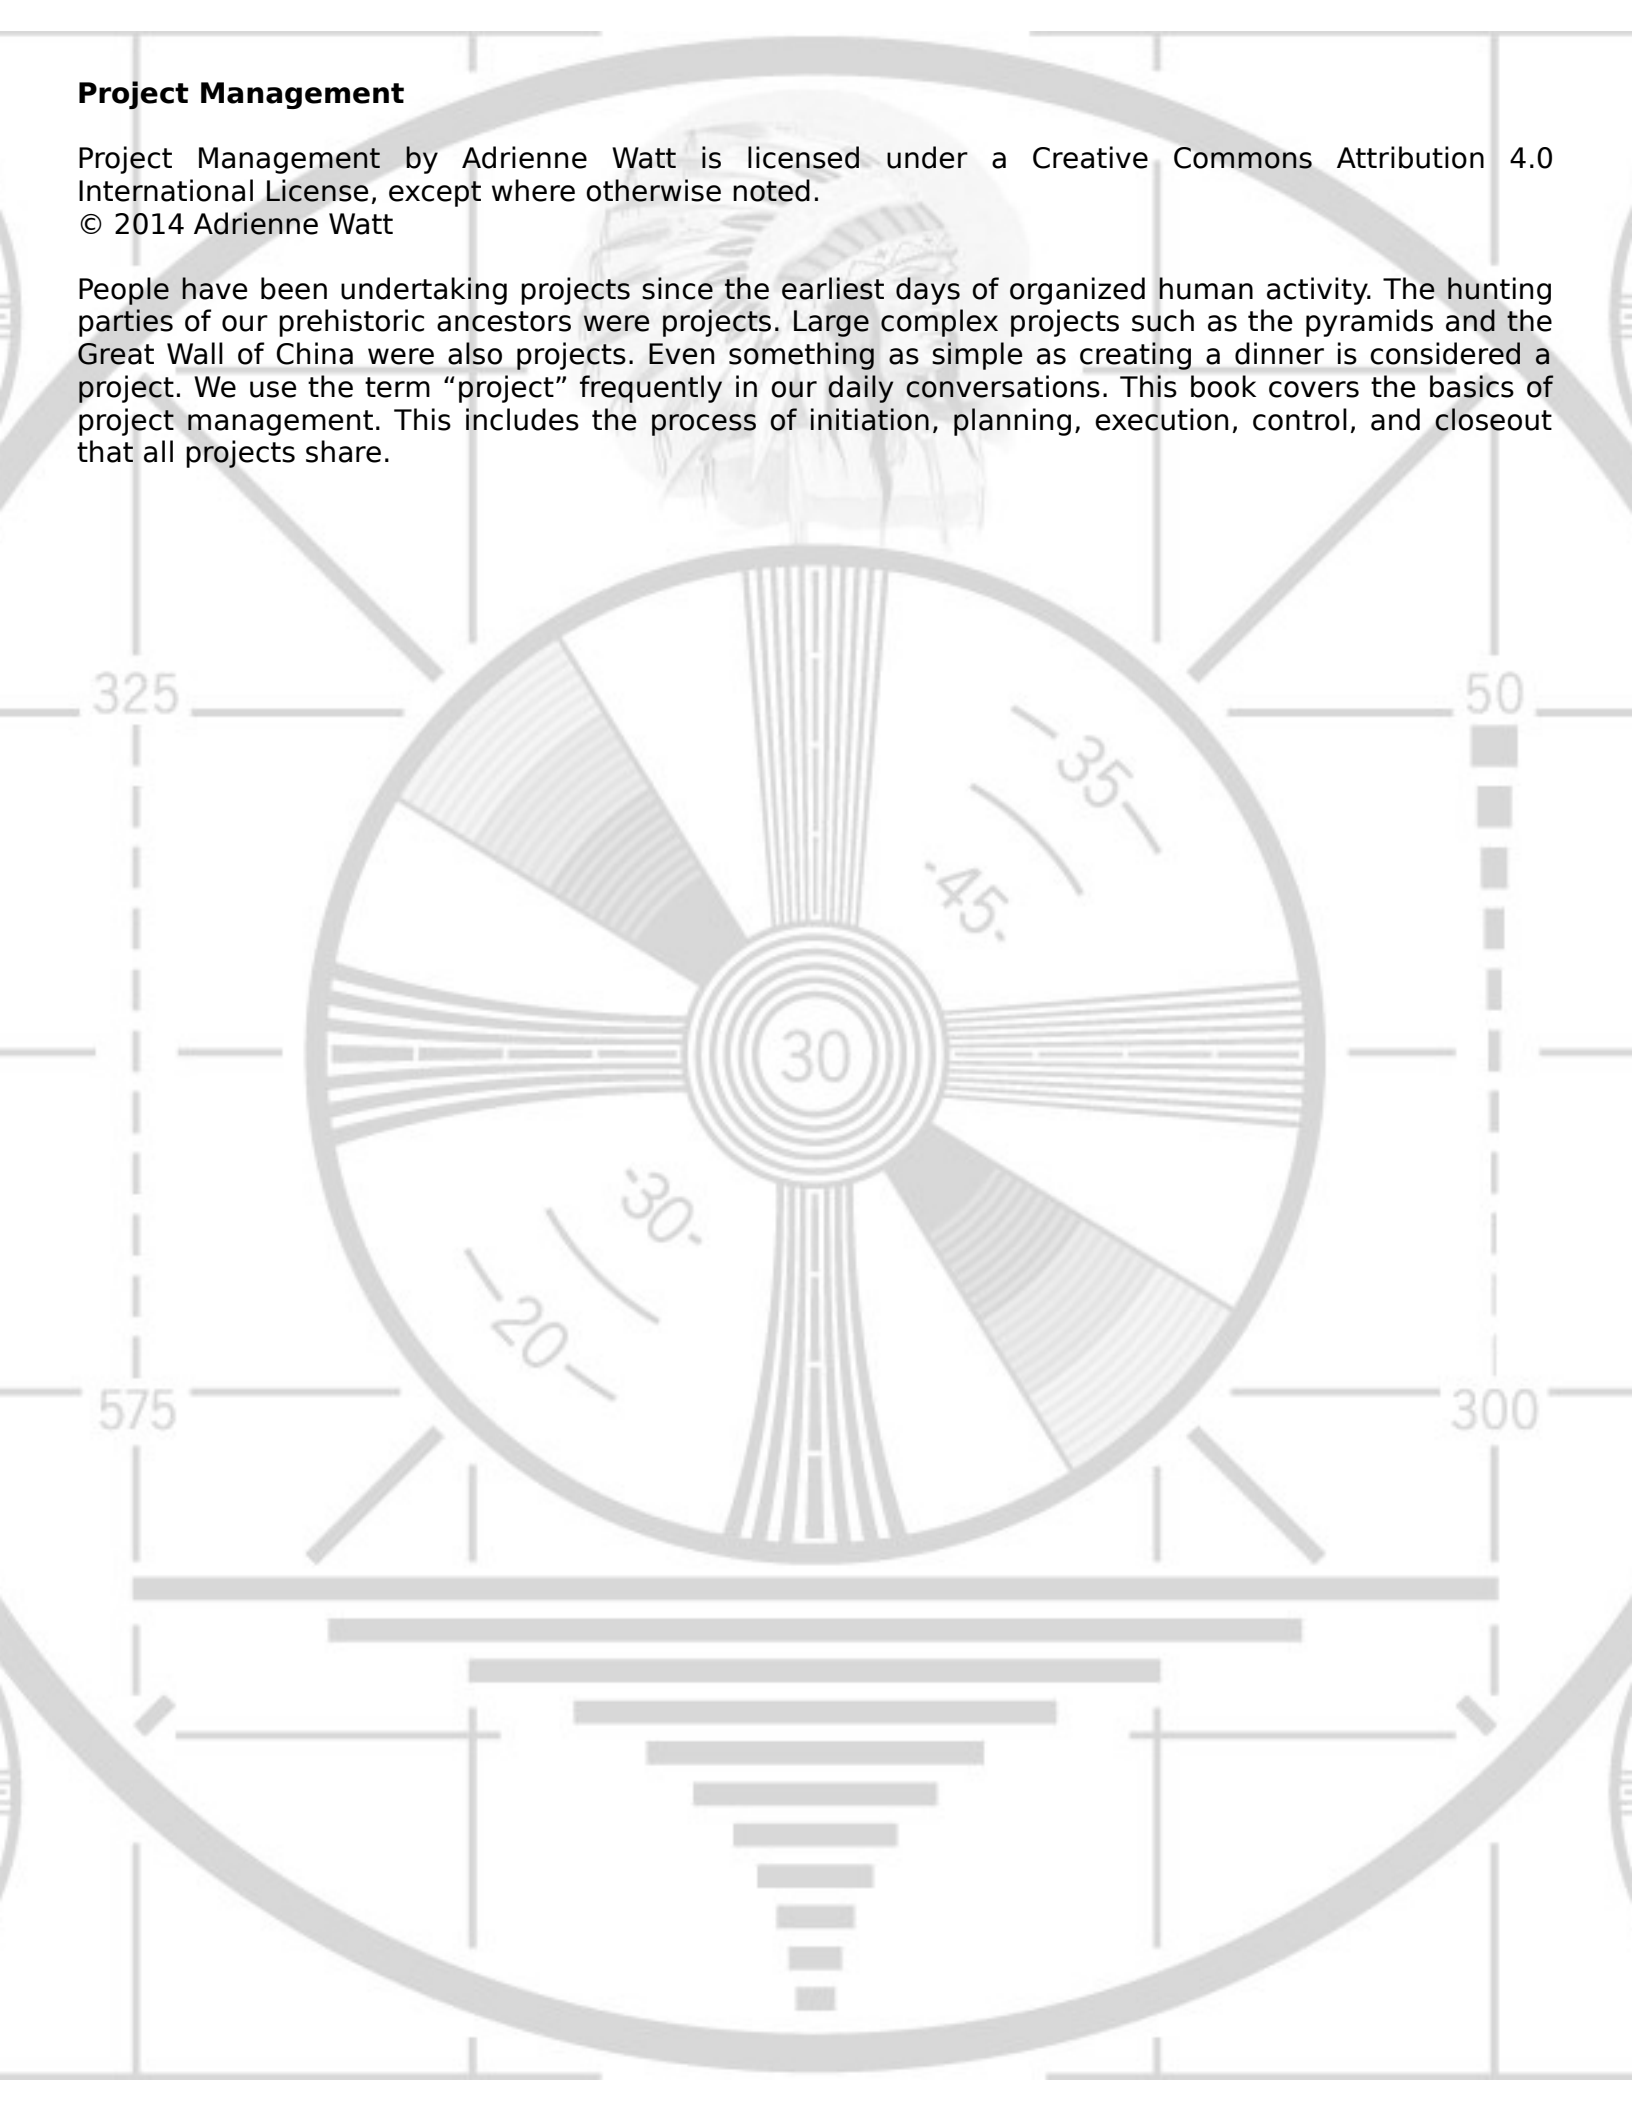 Project Management
Project Management by Adrienne Watt is licensed under a Creative Commons Attribution 4.0
International License, except where otherwise noted.
© 2014 Adrienne Watt
People have been undertaking projects since the earliest days of organized human activity. The hunting
parties of our prehistoric ancestors were projects. Large complex projects such as the pyramids and the
Great Wall of China were also projects. Even something as simple as creating a dinner is considered a
project. We use the term “project” frequently in our daily conversations. This book covers the basics of
project management. This includes the process of initiation, planning, execution, control, and closeout
that all projects share.
325
50
35
45
30
30
20
575
300